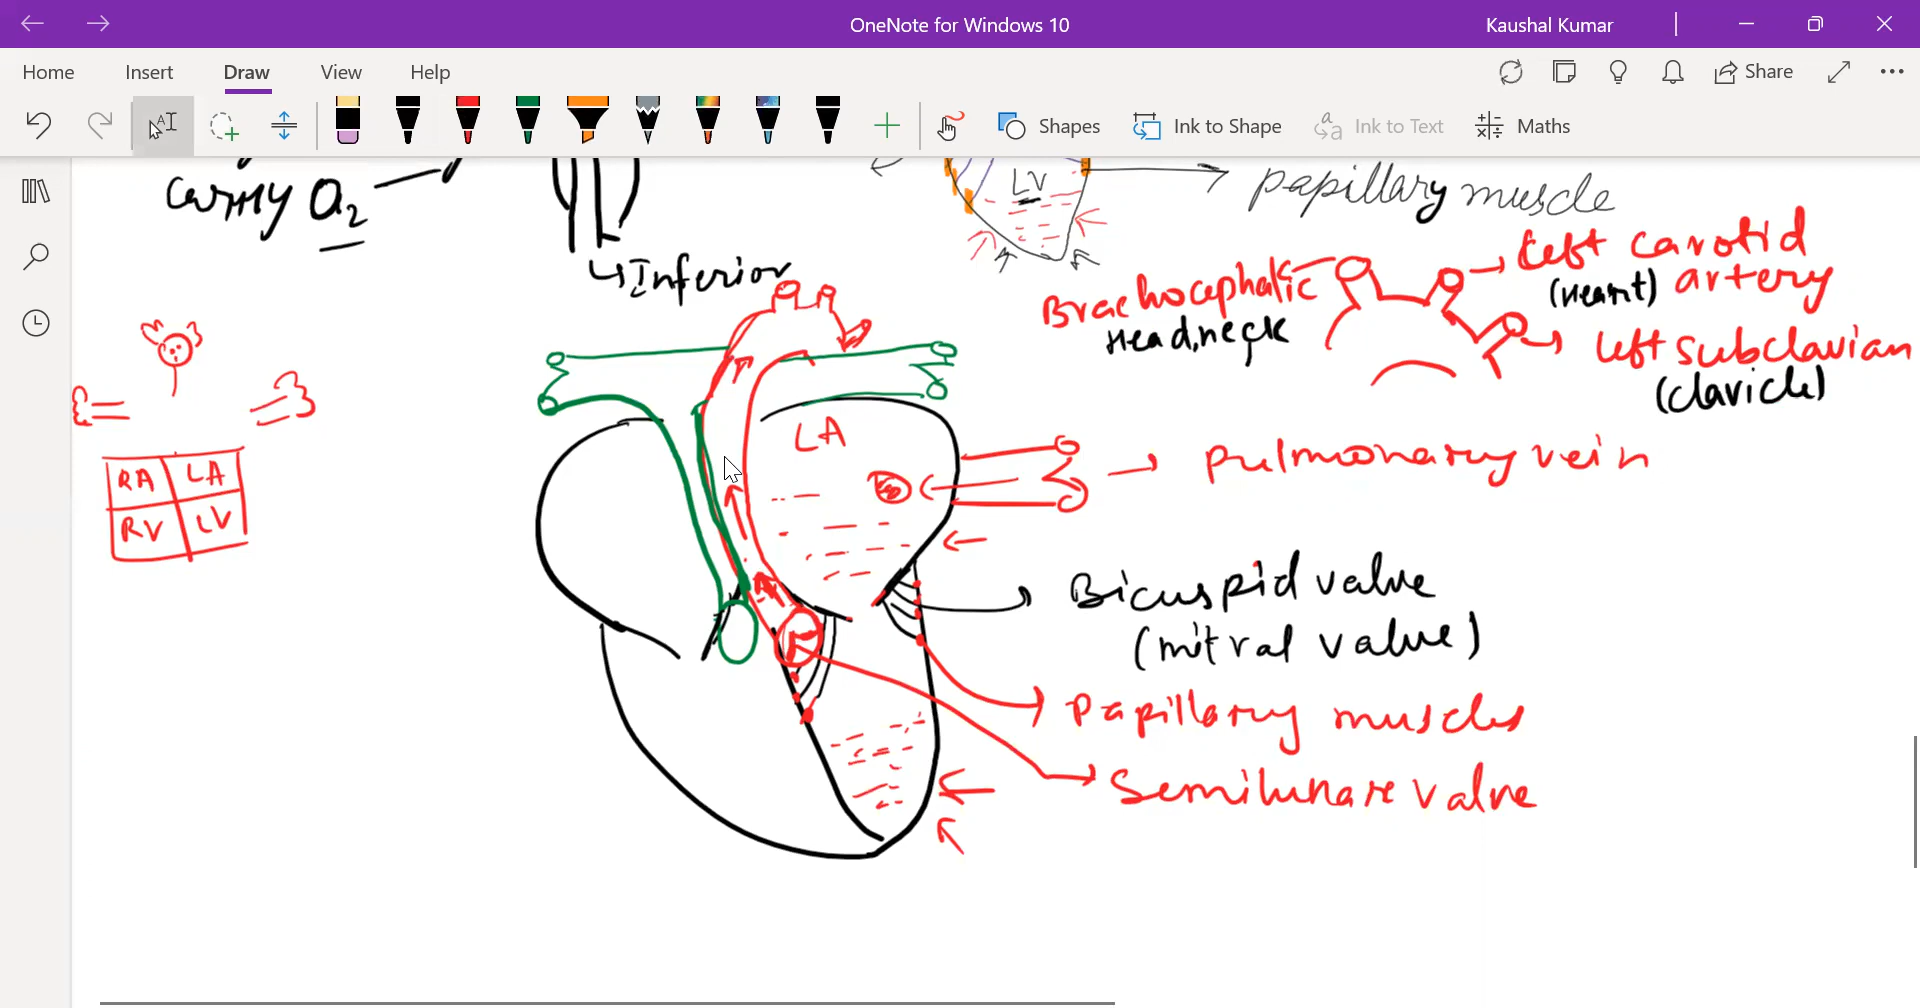 OneNote for Windows 10
Kaushal Kumar
Home Insert Draw View Help
Share
Shapes
Ink to Shape
Ink to Text
Maths
carry O2
Inferior
LV
papillary muscle
Brachocephalic
Head, neck
Left carotid
(Heart) artery
left subclavian
(clavicle)
RA LA
RV LV
LA
pulmonary vein
Bicuspid valve
(mitral valve)
Papillary muscles
Semilunare valve